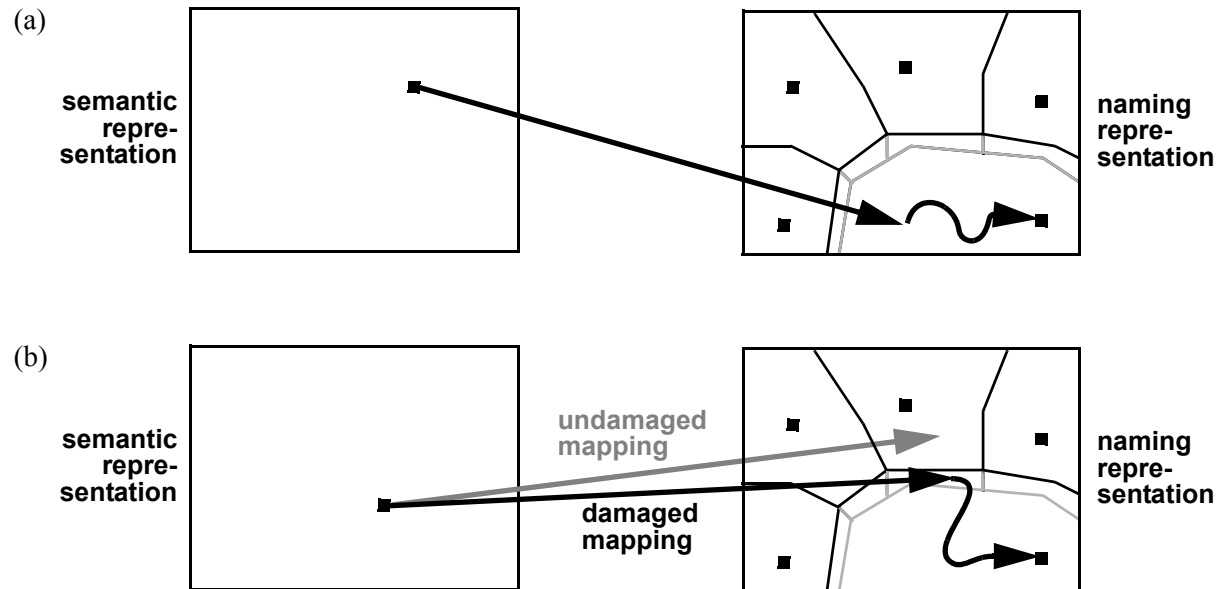 (a)
semantic
repre-
sentation
naming
repre-
sentation
(b)
semantic
repre-
sentation
undamaged
mapping
damaged
mapping
naming
repre-
sentation